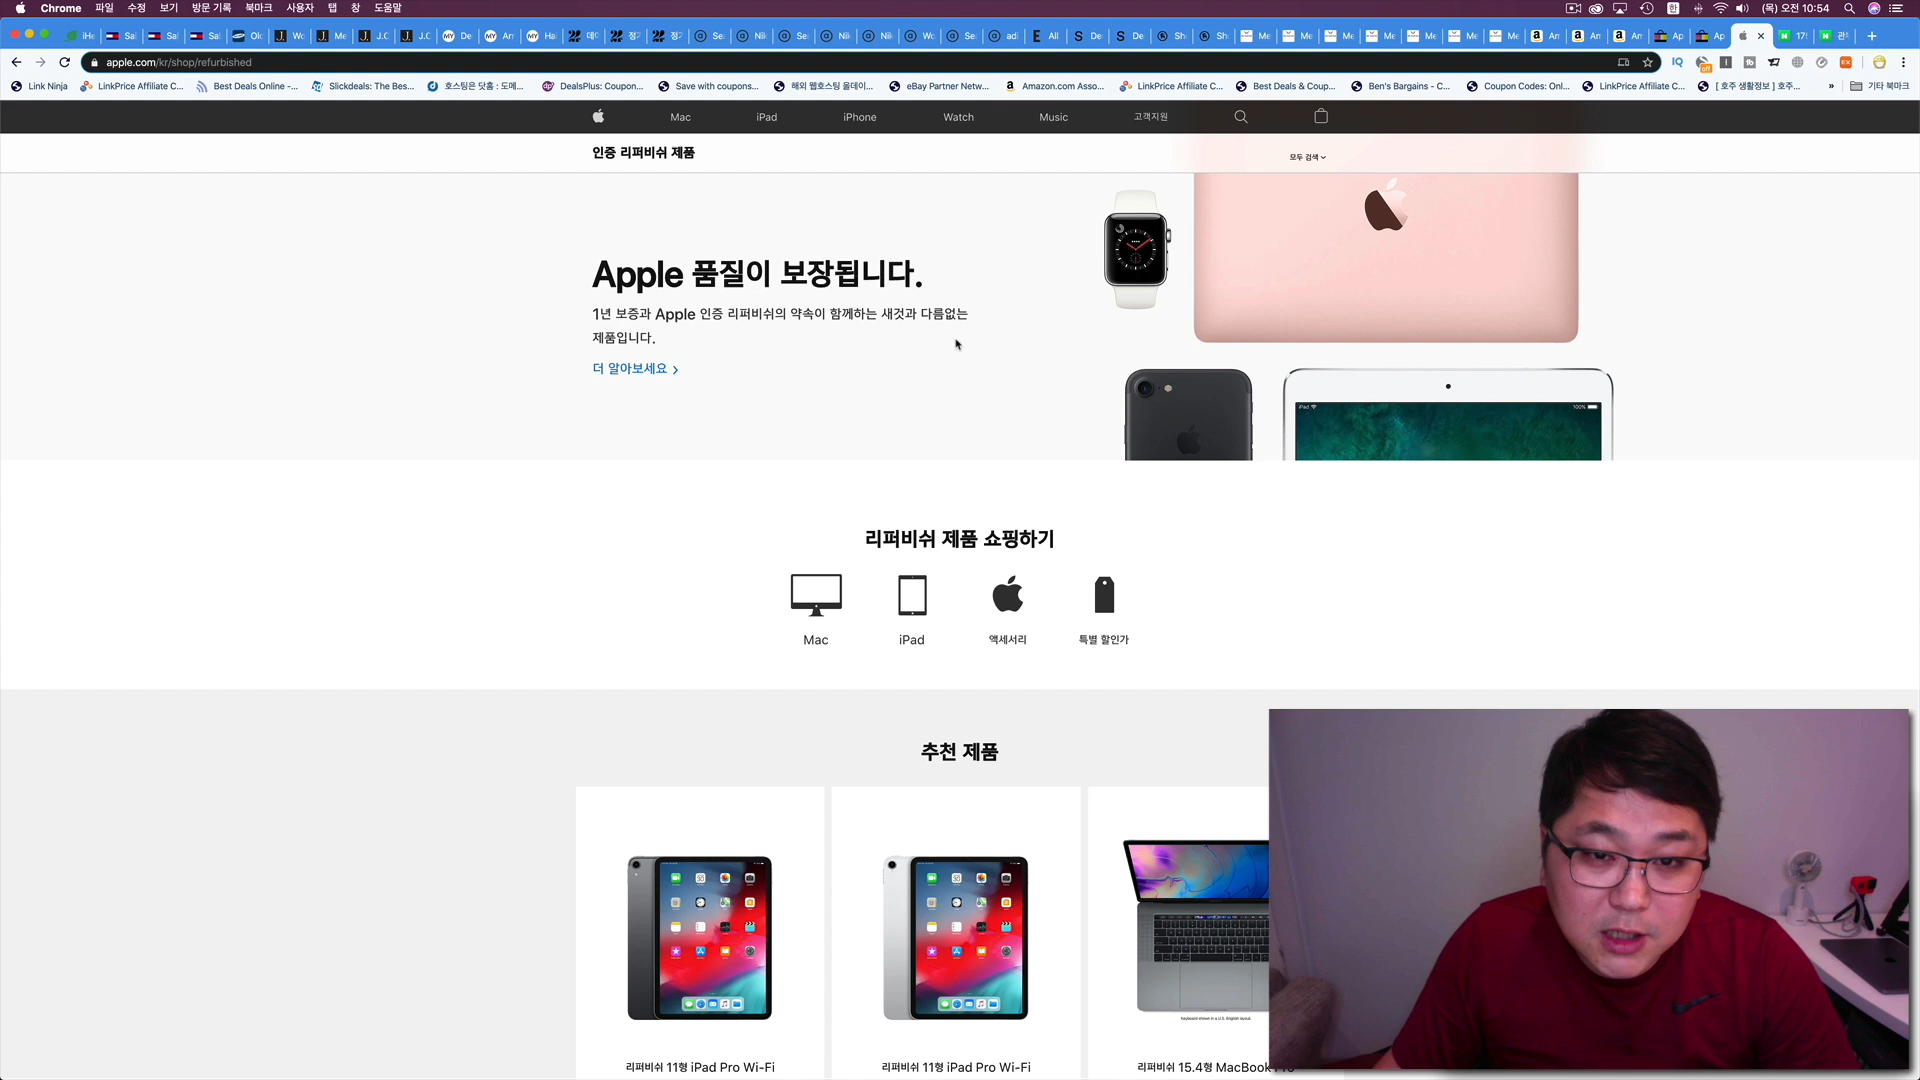 Chrome 파일 수정 보기 방문 기록 북마크 사용자 탭 창 도움말 (목) 오전 10:54
apple.com/kr/shop/refurbished
Link Ninja LinkPrice Affiliate C... Best Deals Online -... Slickdeals: The Bes... 호스팅은 닷홈 : 도메... DealsPlus: Coupon... Save with coupons... 해외 웹호스팅 올데이... eBay Partner Netw... Amazon.com Asso... LinkPrice Affiliate C... Best Deals & Coup... Ben's Bargains - C... Coupon Codes: Onl... LinkPrice Affiliate C... [ 호주 생활정보 ] 호주... » 기타 북마크
Mac iPad iPhone Watch Music 고객지원
인증 리퍼비쉬 제품
모두 검색
Apple 품질이 보장됩니다.
1년 보증과 Apple 인증 리퍼비쉬의 약속이 함께하는 새것과 다름없는
제품입니다.
더 알아보세요
iPad 100%
리퍼비쉬 제품 쇼핑하기
Mac iPad 액세서리 특별 할인가
추천 제품
Keyboard shown in a U.S. English layout.
리퍼비쉬 11형 iPad Pro Wi-Fi
리퍼비쉬 11형 iPad Pro Wi-Fi
리퍼비쉬 15.4형 MacBook Pro